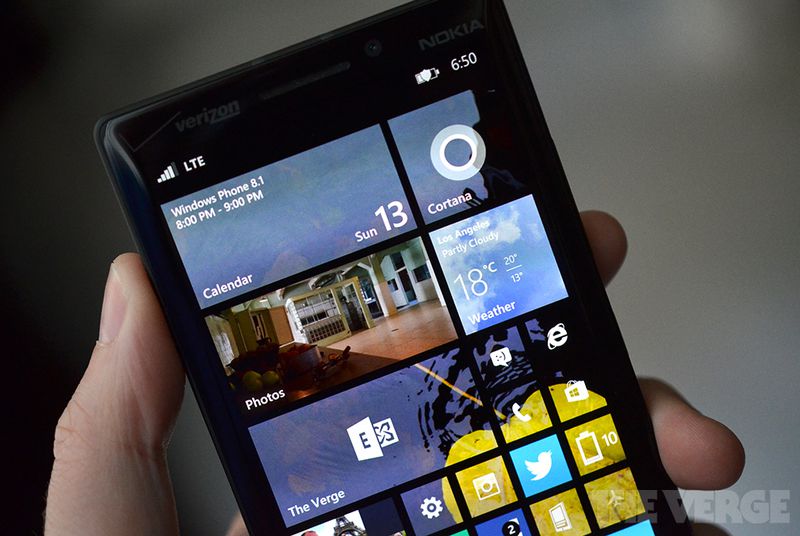 NOKIA
verizon
6:50
LTE
Windows Phone 8.1
8:00 PM - 9:00 PM
Sun 13
Calendar
Cortana
Los Angeles
Partly Cloudy
18°C
20°
13°
Weather
Photos
E
The Verge
10
2
THE VERGE